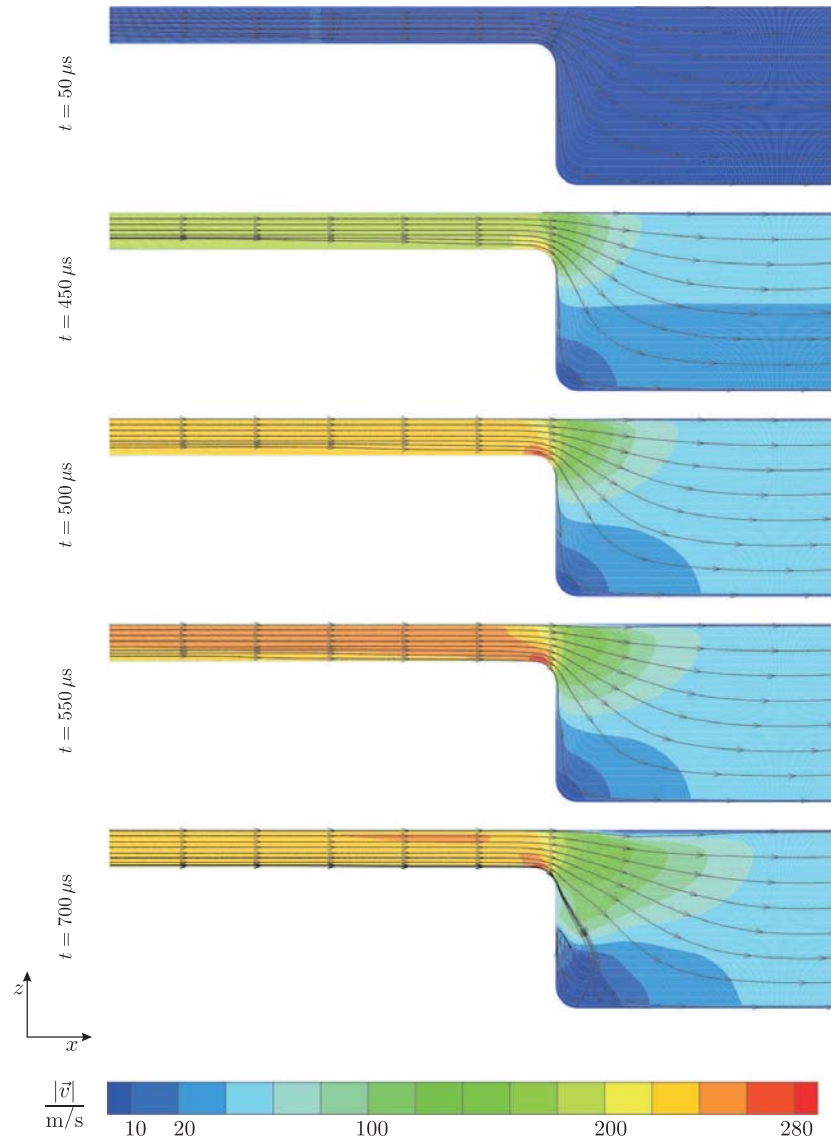 t = 50 μs
t = 450 μs
t = 500 μs
t = 550 μs
t = 700 μs
z
x
|v⃗|
m/s
10 20 100 200 280